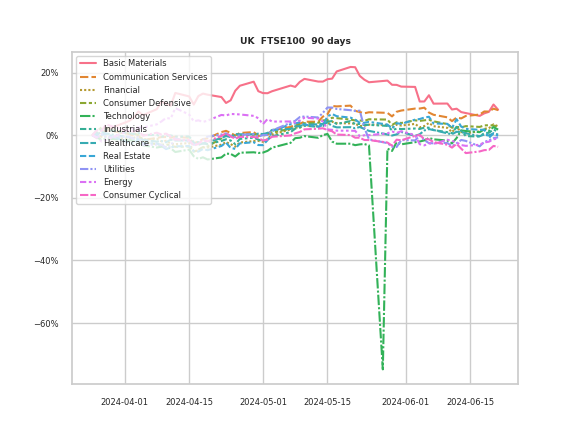 UK  FTSE100  90 days
Basic Materials
Communication Services
Financial
Consumer Defensive
Technology
Industrials
Healthcare
Real Estate
Utilities
Energy
Consumer Cyclical
20%
0%
−20%
−40%
−60%
2024-04-01
2024-04-15
2024-05-01
2024-05-15
2024-06-01
2024-06-15